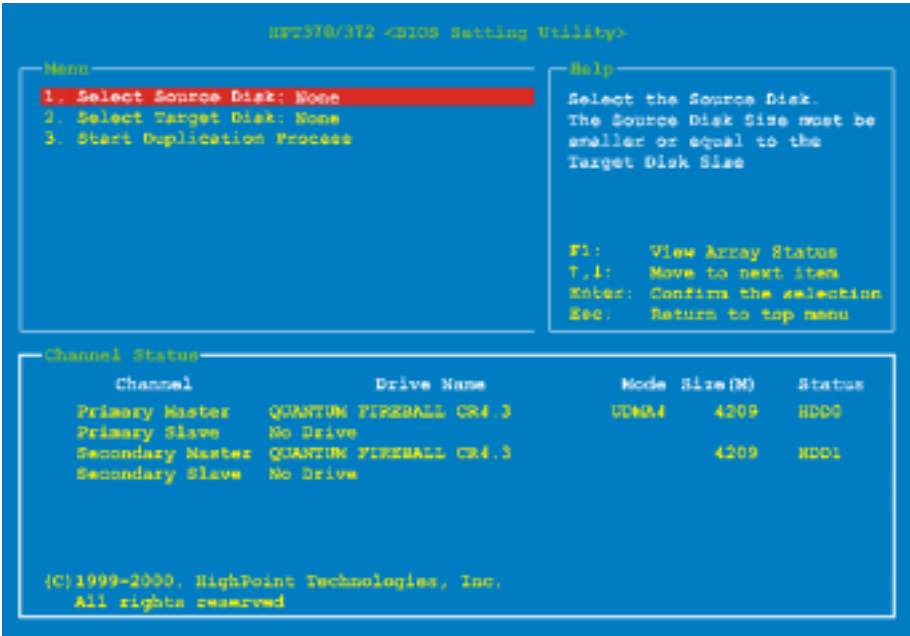 HPT370/372 <BIOS Setting Utility>
Menu
1. Select Source Disk: None
2. Select Target Disk: None
3. Start Duplication Process
Help
Select the Source Disk.
The Source Disk Size must be
smaller or equal to the
Target Disk Size
F1: View Array Status
↑,↓: Move to next item
Enter: Confirm the selection
Esc: Return to top menu
Channel Status
Channel Drive Name Mode Size(M) Status
Primary Master QUANTUM FIREBALL CR4.3 UDMA4 4209 HDD0
Primary Slave No Drive
Secondary Master QUANTUM FIREBALL CR4.3 4209 HDD1
Secondary Slave No Drive
(C)1999-2000. HighPoint Technologies, Inc.
All rights reserved